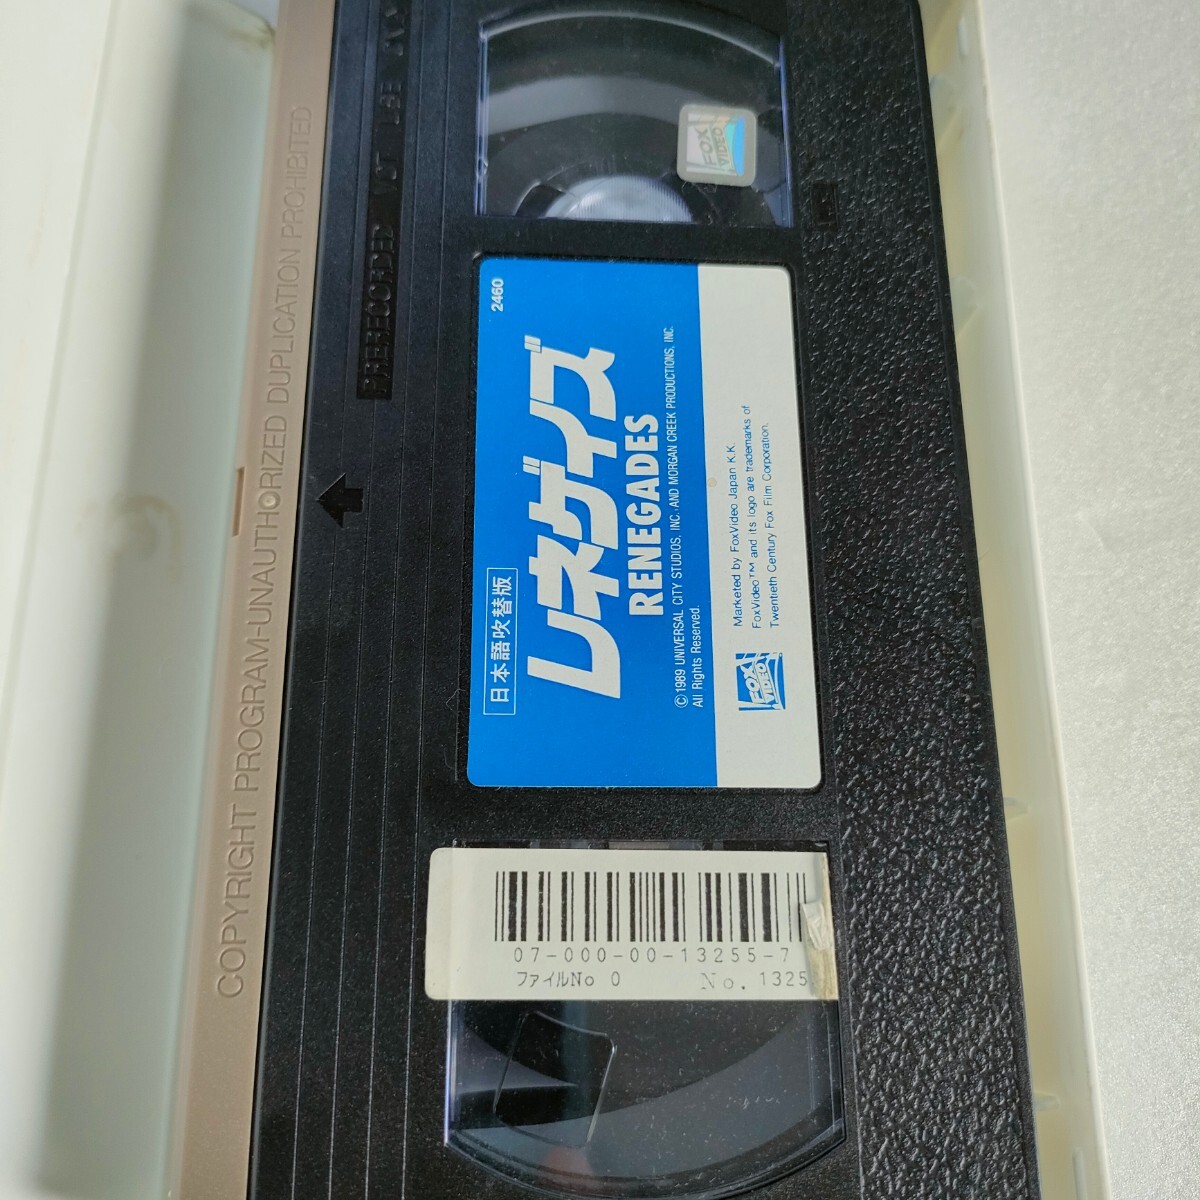 COPYRIGHT PROGRAM-UNAUTHORIZED DUPLICATION PROHIBITED
PRERECORDED
FOX
VIDEO
2460
日本語吹替版
レネゲイズ
RENEGADES
©1989 UNIVERSAL CITY STUDIOS, INC. AND MORGAN CREEK PRODUCTIONS, INC.
All Rights Reserved.
FOX
VIDEO
Marketed by FoxVideo Japan K.K.
FoxVideo™ and its logo are trademarks of
Twentieth Century Fox Film Corporation.
07-000-00-13255-7
ファイルNo 0 No. 1325